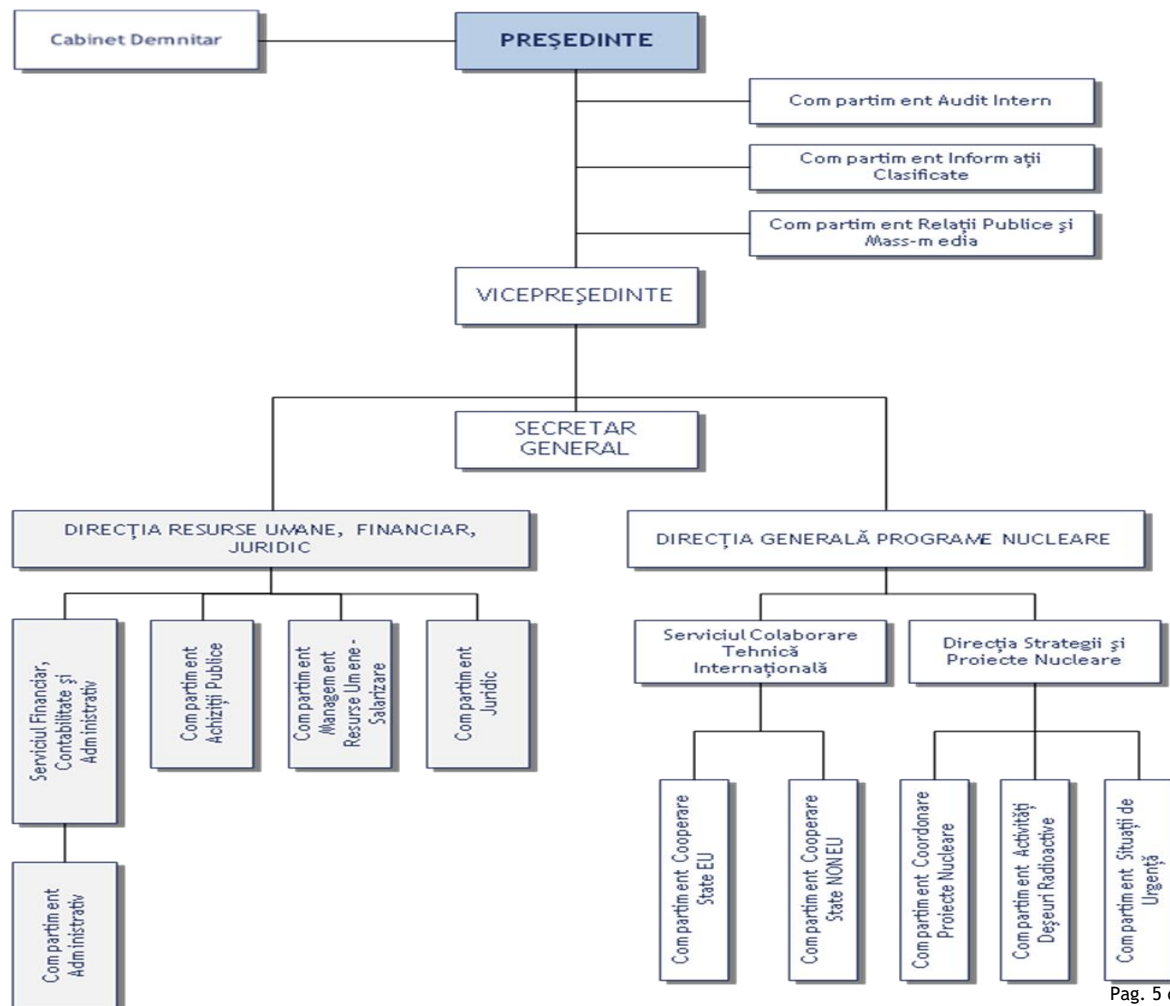 Cabinet Demnitar
PREȘEDINTE
Compartiment Audit Intern
Compartiment Informații
Clasificate
Compartiment Relații Publice și
Mass-media
VICEPREȘEDINTE
SECRETAR
GENERAL
DIRECȚIA RESURSE UMANE, FINANCIAR,
JURIDIC
DIRECȚIA GENERALĂ PROGRAME NUCLEARE
Serviciul Financiar,
Contabilitate și
Administrativ
Compartiment
Achiziții Publice
Compartiment
Management
Resurse Umene-
Salarizare
Compartiment
Juridic
Serviciul Colaborare
Tehnică
Internațională
Direcția Strategii și
Proiecte Nucleare
Compartiment
Administrativ
Compartiment Cooperare
State EU
Compartiment Cooperare
State NON EU
Compartiment Coordonare
Proiecte Nucleare
Compartiment Activități
Deșeuri Radioactive
Compartiment Situații de
Urgență
Pag. 5